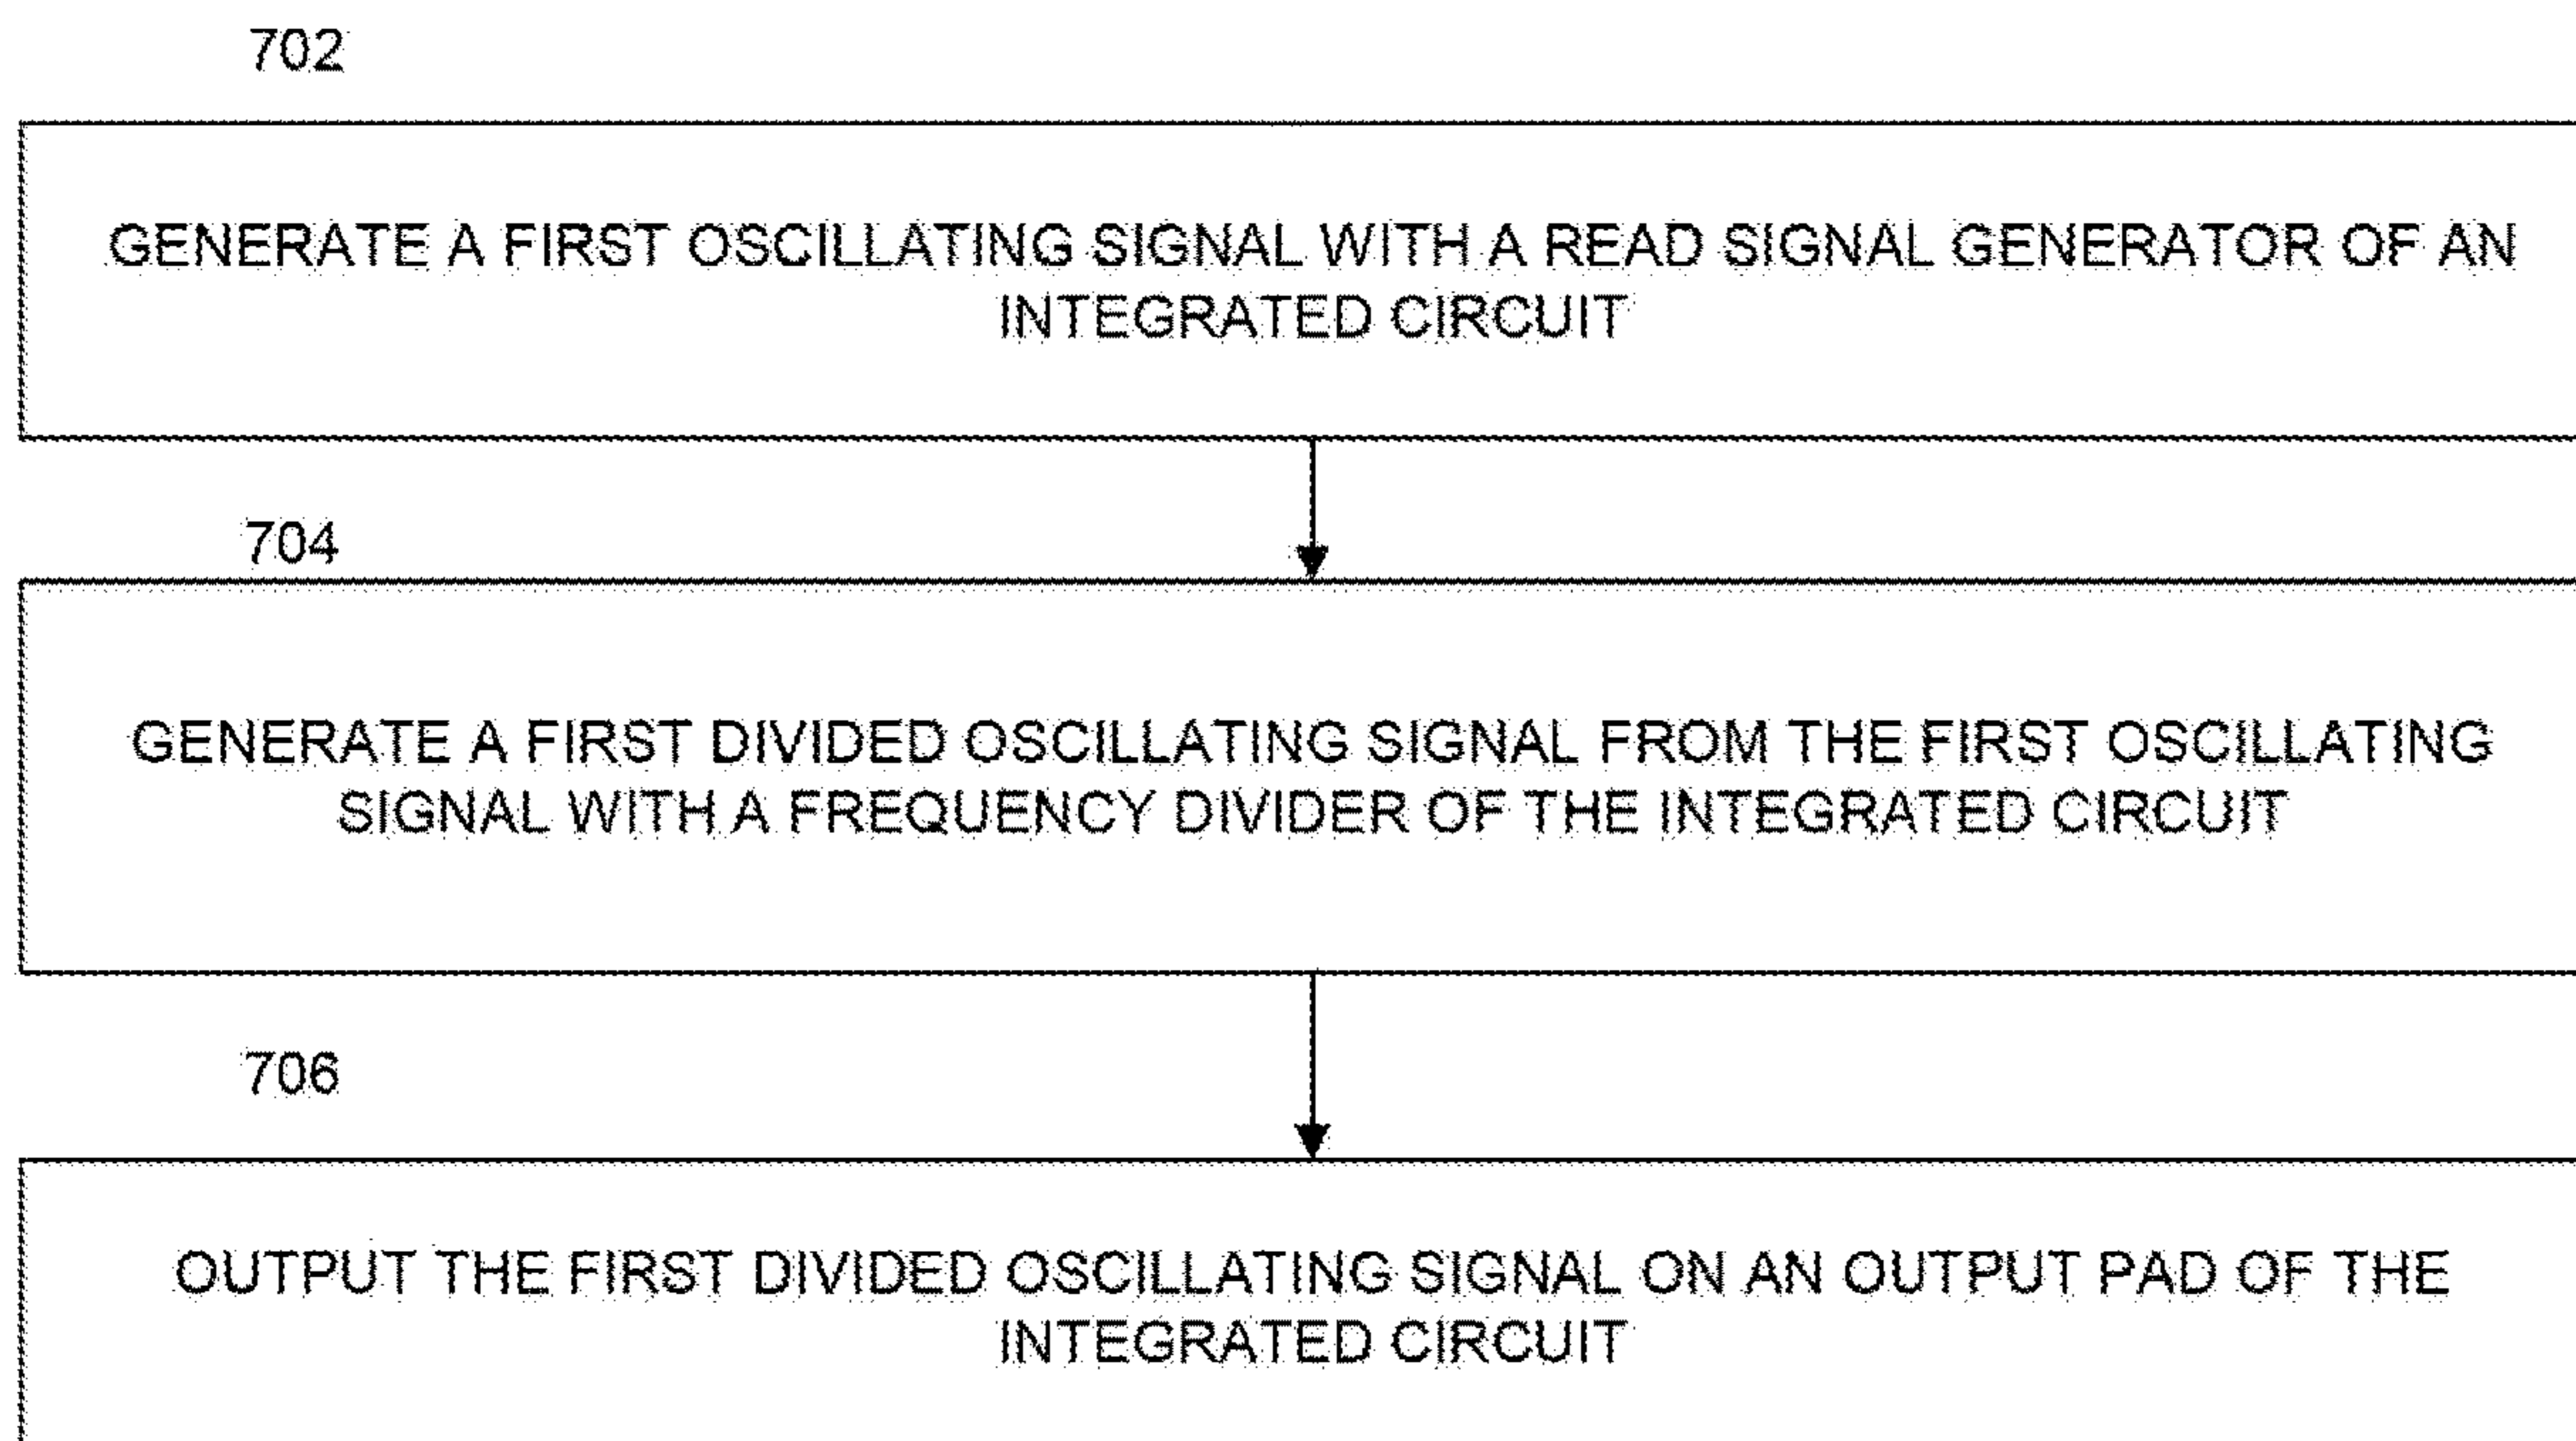 702
GENERATE A FIRST OSCILLATING SIGNAL WITH A READ SIGNAL GENERATOR OF AN
INTEGRATED CIRCUIT
704
GENERATE A FIRST DIVIDED OSCILLATING SIGNAL FROM THE FIRST OSCILLATING
SIGNAL WITH A FREQUENCY DIVIDER OF THE INTEGRATED CIRCUIT
706
OUTPUT THE FIRST DIVIDED OSCILLATING SIGNAL ON AN OUTPUT PAD OF THE
INTEGRATED CIRCUIT